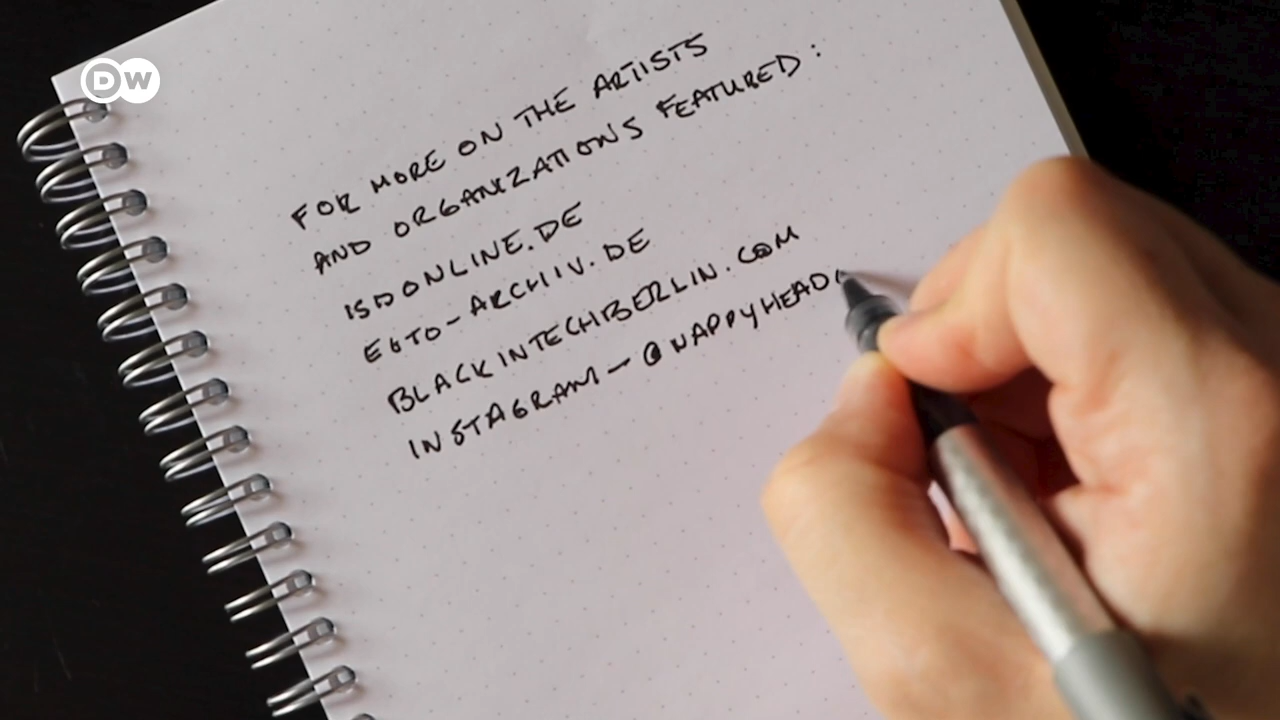 DW
FOR MORE ON THE ARTISTS
AND ORGANIZATIONS FEATURED:
ISDONLINE.DE
EOTO-ARCHIV.DE
BLACKINTECHBERLIN.COM
INSTAGRAM - @NAPPYHEAD